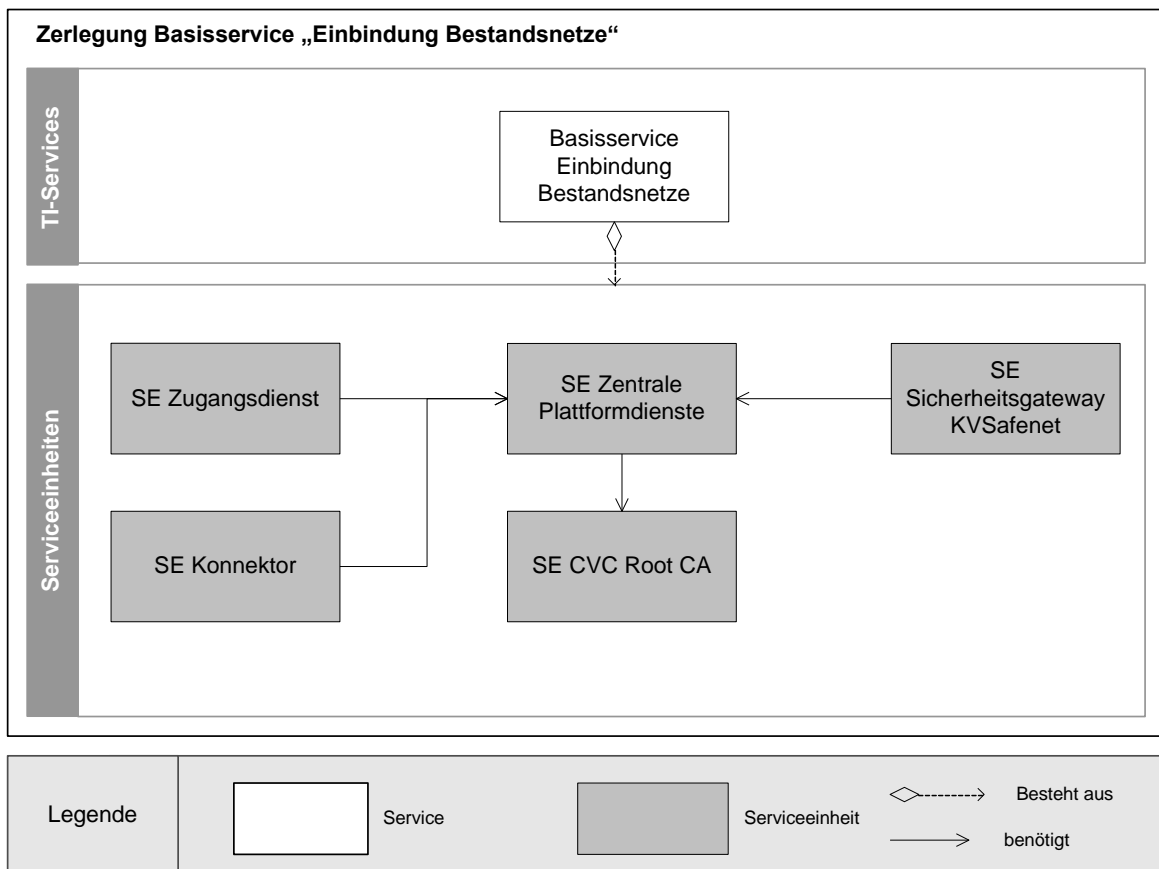 Zerlegung Basisservice „Einbindung Bestandsnetze“
TI-Services
Basisservice
Einbindung
Bestandsnetze
Serviceeinheiten
SE Zugangsdienst
SE Zentrale
Plattformdienste
SE
Sicherheitsgateway
KVSafenet
SE Konnektor
SE CVC Root CA
Legende
Service
Serviceeinheit
Besteht aus
benötigt